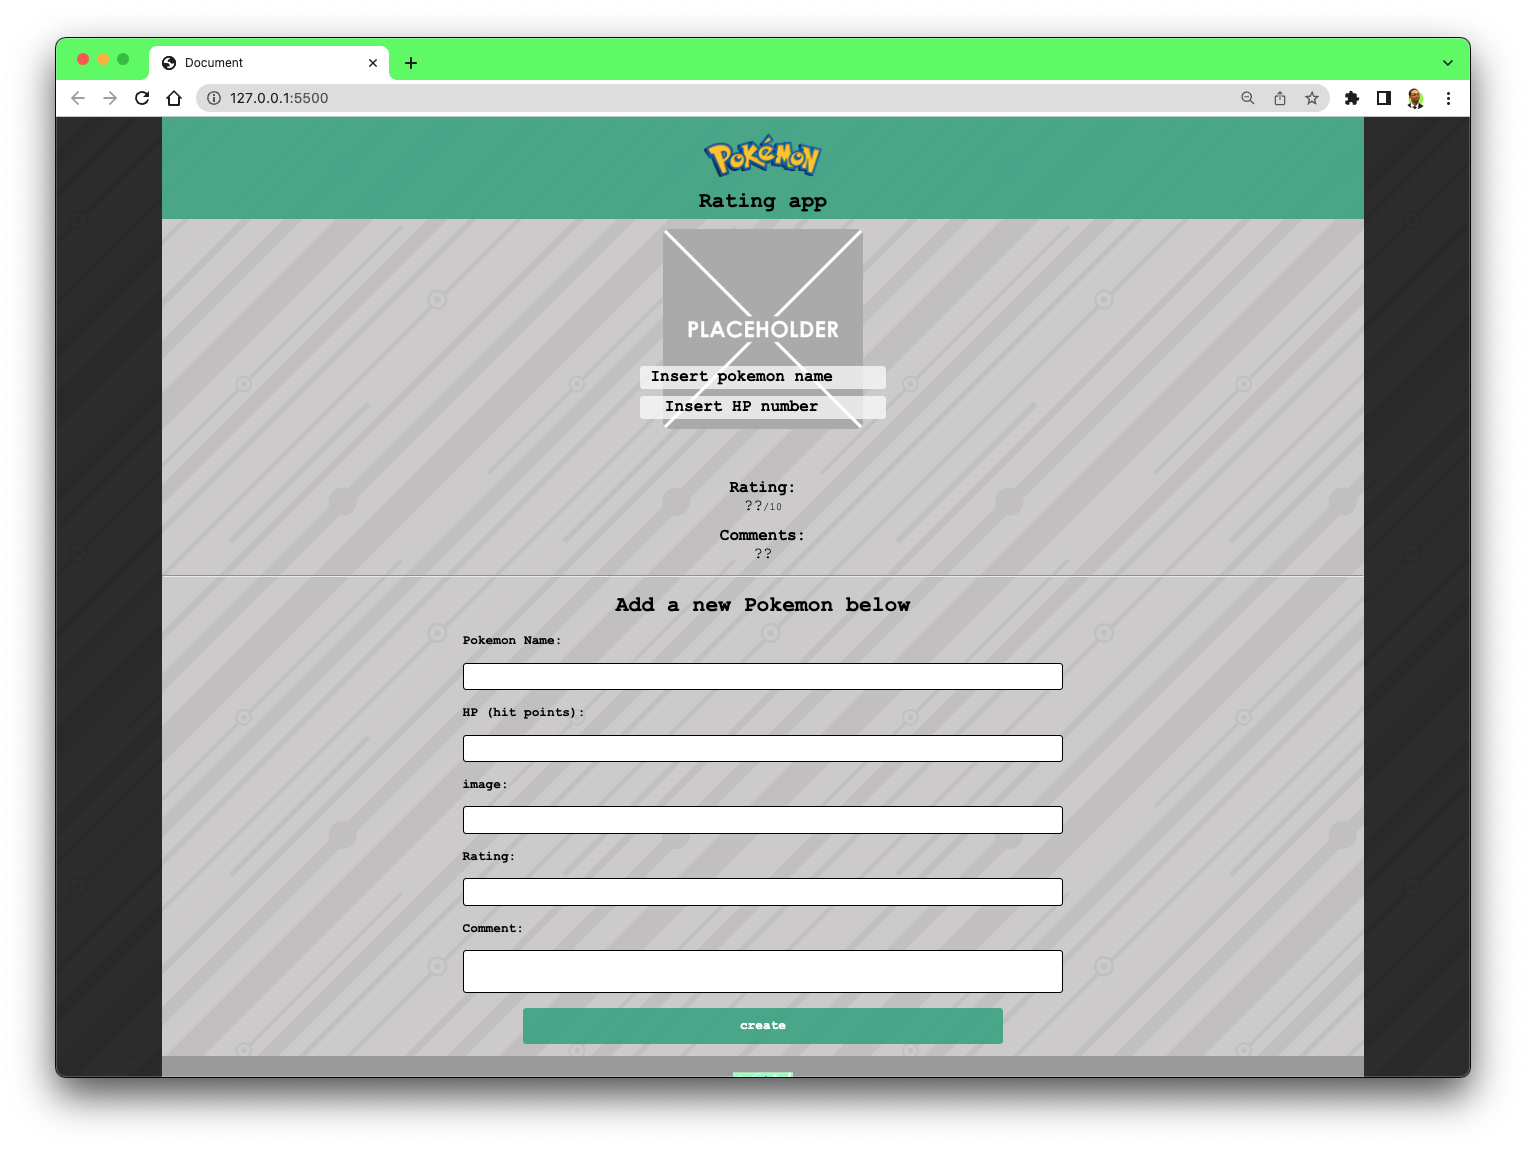 Document
127.0.0.1:5500
POKéMON
Rating app
PLACEHOLDER
Insert pokemon name
Insert HP number
Rating:
??/10
Comments:
??
Add a new Pokemon below
Pokemon Name:
HP (hit points):
image:
Rating:
Comment:
create